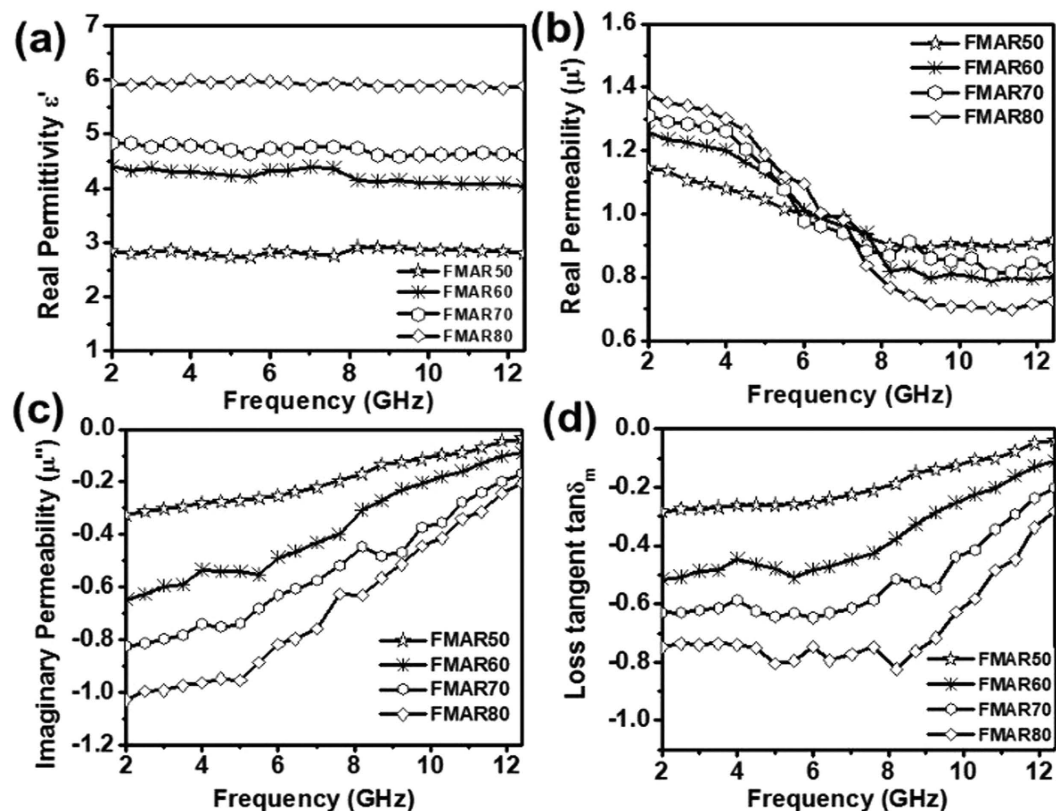 (a)
7
6
5
4
3
2
1
Real Permittivity ε'
FMAR50
FMAR60
FMAR70
FMAR80
2 4 6 8 10 12
Frequency (GHz)
(b)
1.6
1.4
1.2
1.0
0.8
0.6
Real Permeability (μ')
FMAR50
FMAR60
FMAR70
FMAR80
2 4 6 8 10 12
Frequency (GHz)
(c)
0.0
-0.2
-0.4
-0.6
-0.8
-1.0
-1.2
Imaginary Permeability (μ'')
FMAR50
FMAR60
FMAR70
FMAR80
2 4 6 8 10 12
Frequency (GHz)
(d)
0.0
-0.2
-0.4
-0.6
-0.8
-1.0
Loss tangent tanδm
FMAR50
FMAR60
FMAR70
FMAR80
2 4 6 8 10 12
Frequency (GHz)